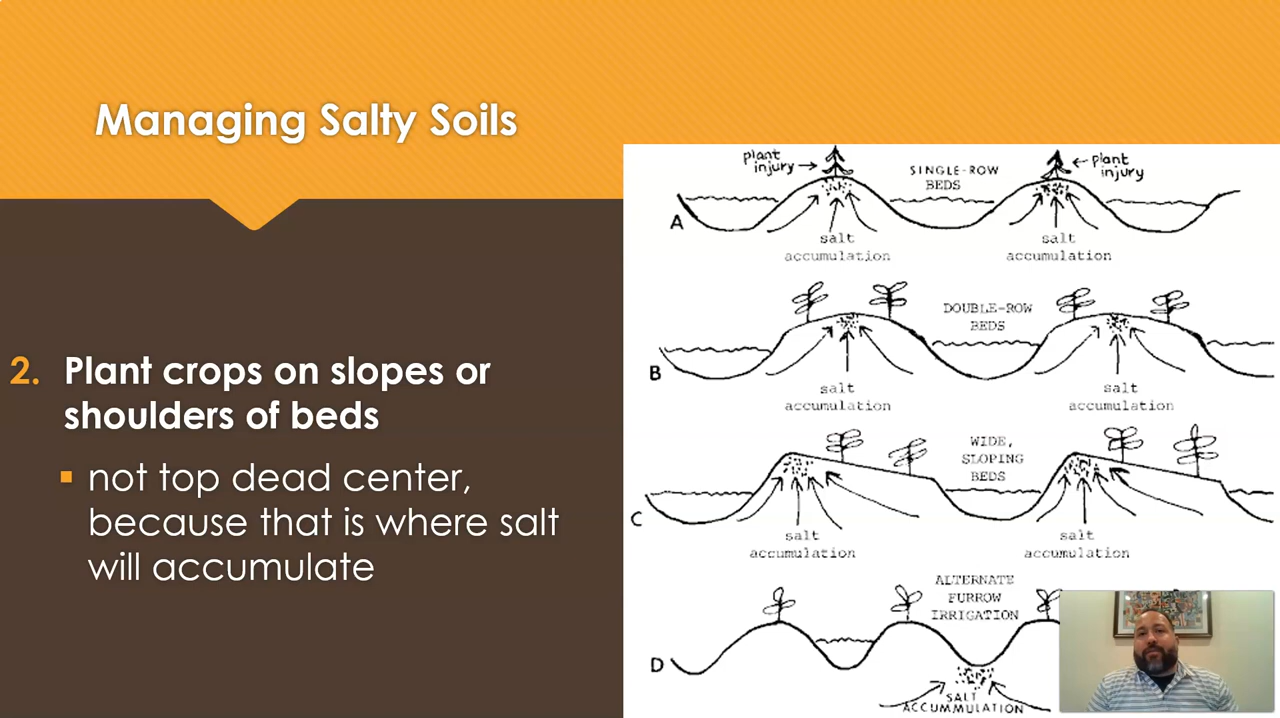 Managing Salty Soils
2. Plant crops on slopes or
shoulders of beds
not top dead center,
because that is where salt
will accumulate
plant
injury
SINGLE-ROW
BEDS
plant
injury
A
salt
accumulation
salt
accumulation
DOUBLE-ROW
BEDS
B
salt
accumulation
salt
accumulation
WIDE,
SLOPING
BEDS
C
salt
accumulation
salt
accumulation
ALTERNATE
FURROW
IRRIGATION
D
SALT
ACCUMMULATION